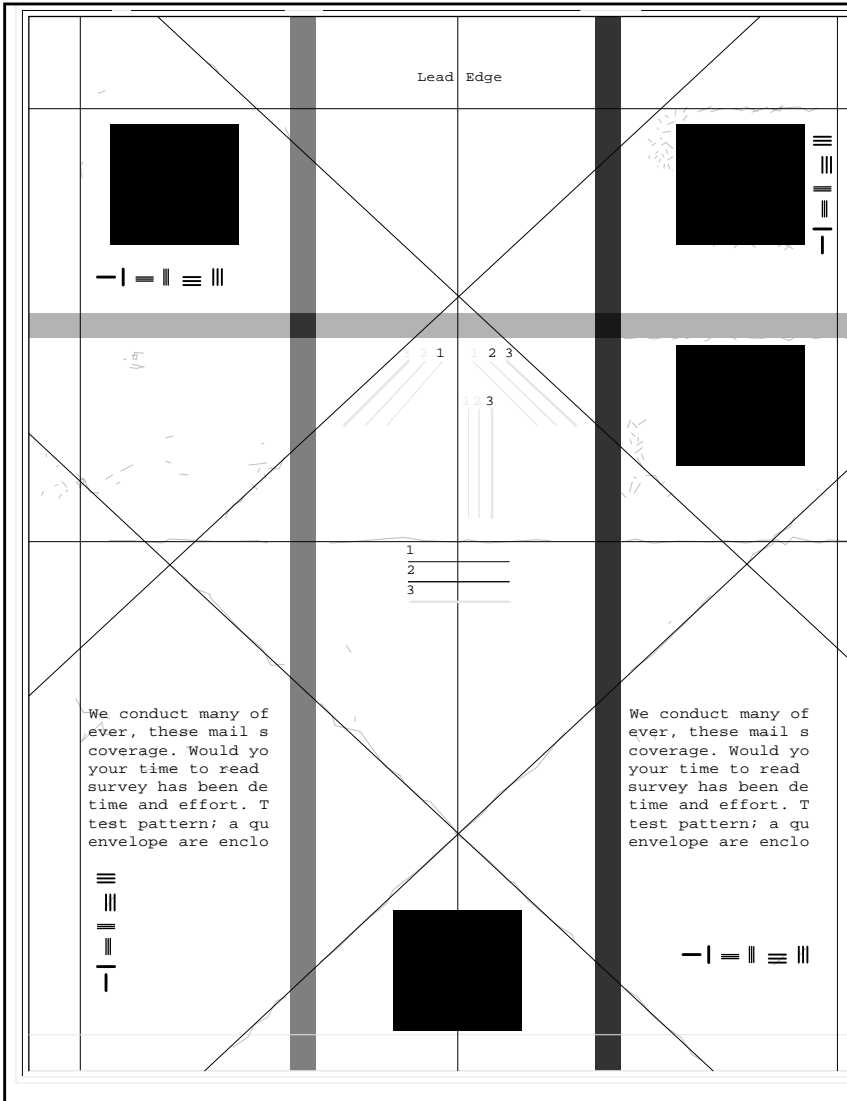 Lead Edge
3 2 1 1 2 3
1 2 3
1
2
3
We conduct many of
ever, these mail s
coverage. Would yo
your time to read
survey has been de
time and effort. T
test pattern; a qu
envelope are enclo
We conduct many of
ever, these mail s
coverage. Would yo
your time to read
survey has been de
time and effort. T
test pattern; a qu
envelope are enclo